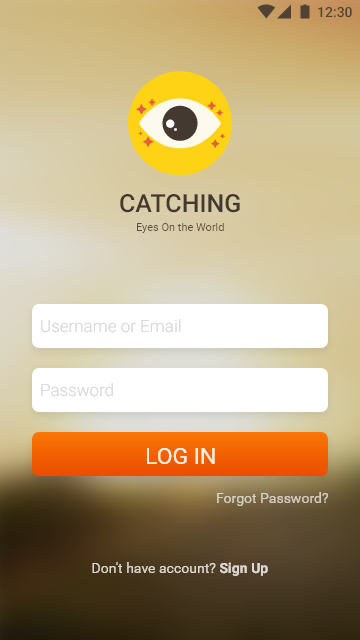 12:30
CATCHING
Eyes On the World
Username or Email
Password
LOG IN
Forgot Password?
Don't have account? Sign Up